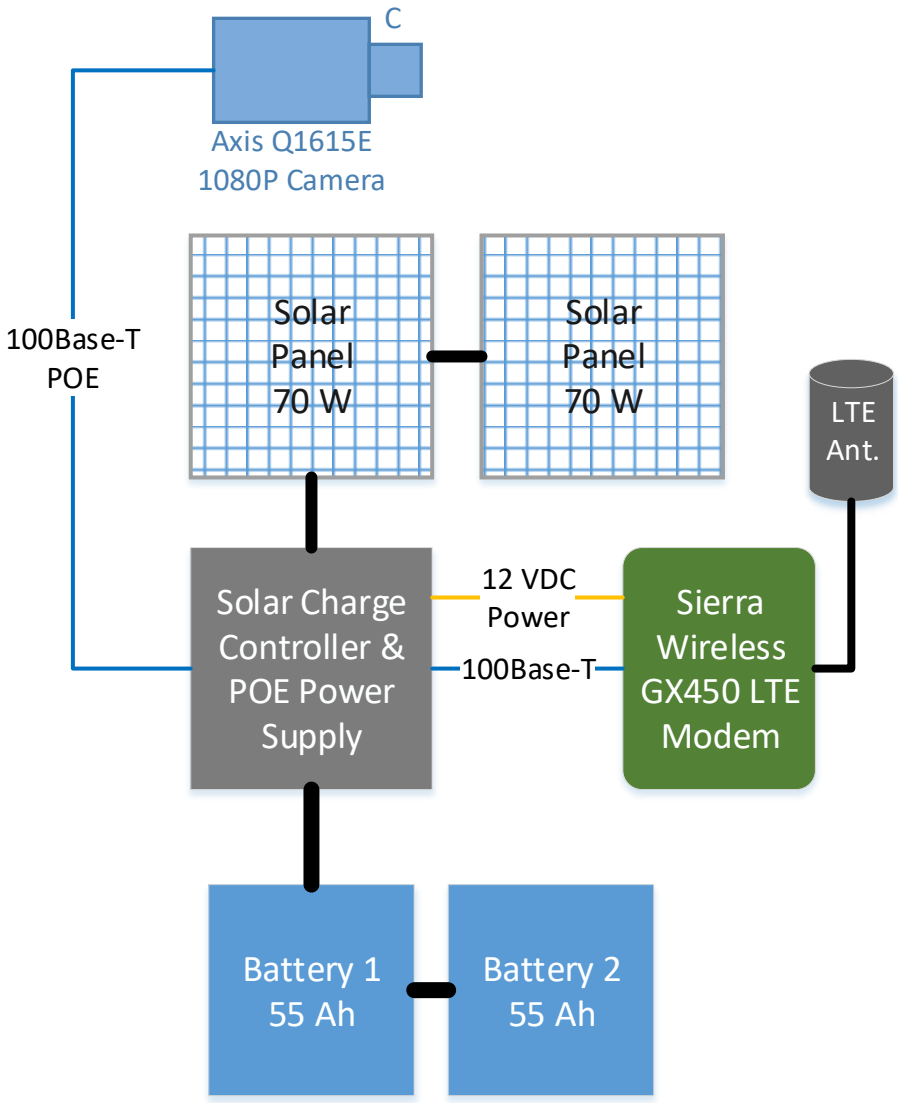 C
Axis Q1615E
1080P Camera
100Base-T
POE
Solar
Panel
70 W
Solar
Panel
70 W
LTE
Ant.
Solar Charge
Controller &
POE Power
Supply
12 VDC
Power
100Base-T
Sierra
Wireless
GX450 LTE
Modem
Battery 1
55 Ah
Battery 2
55 Ah